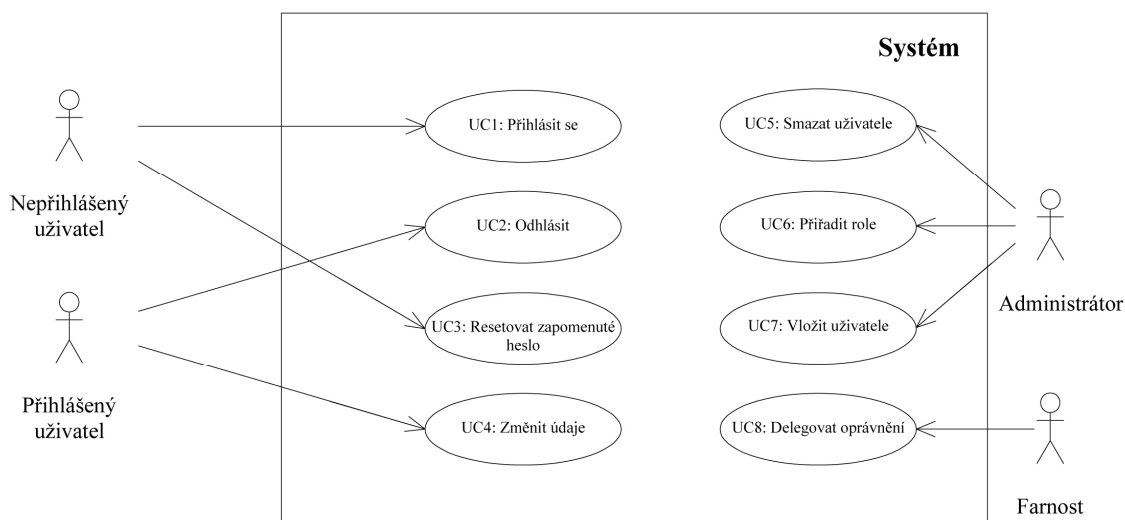 Systém
Nepřihlášený
uživatel
Přihlášený
uživatel
UC1: Přihlásit se
UC2: Odhlásit
UC3: Resetovat zapomenuté
heslo
UC4: Změnit údaje
UC5: Smazat uživatele
UC6: Přiřadit role
UC7: Vložit uživatele
UC8: Delegovat oprávnění
Administrátor
Farnost